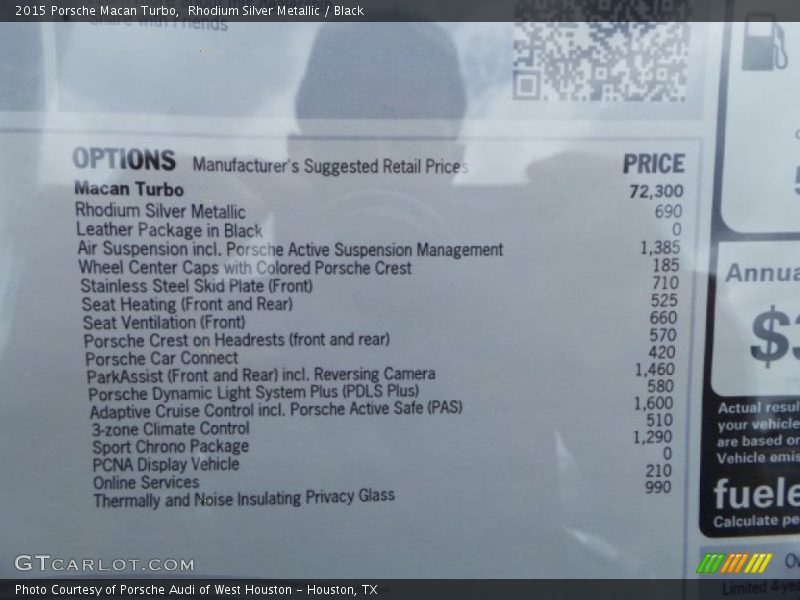 2015 Porsche Macan Turbo, Rhodium Silver Metallic / Black
with Friends
OPTIONS Manufacturer's Suggested Retail Prices PRICE
Macan Turbo 72,300
Rhodium Silver Metallic 690
Leather Package in Black 0
Air Suspension incl. Porsche Active Suspension Management 1,385
Wheel Center Caps with Colored Porsche Crest 185
Stainless Steel Skid Plate (Front) 710
Seat Heating (Front and Rear) 525
Seat Ventilation (Front) 660
Porsche Crest on Headrests (front and rear) 570
Porsche Car Connect 420
ParkAssist (Front and Rear) incl. Reversing Camera 1,460
Porsche Dynamic Light System Plus (PDLS Plus) 580
Adaptive Cruise Control incl. Porsche Active Safe (PAS) 1,600
3-zone Climate Control 510
Sport Chrono Package 1,290
PCNA Display Vehicle 0
Online Services 210
Thermally and Noise Insulating Privacy Glass 990
Annua
$3
Actual resul
your vehicle
are based on
Vehicle emis
fuele
Calculate pe
Limited 4-yea
GTCARLOT.COM
Photo Courtesy of Porsche Audi of West Houston - Houston, TX